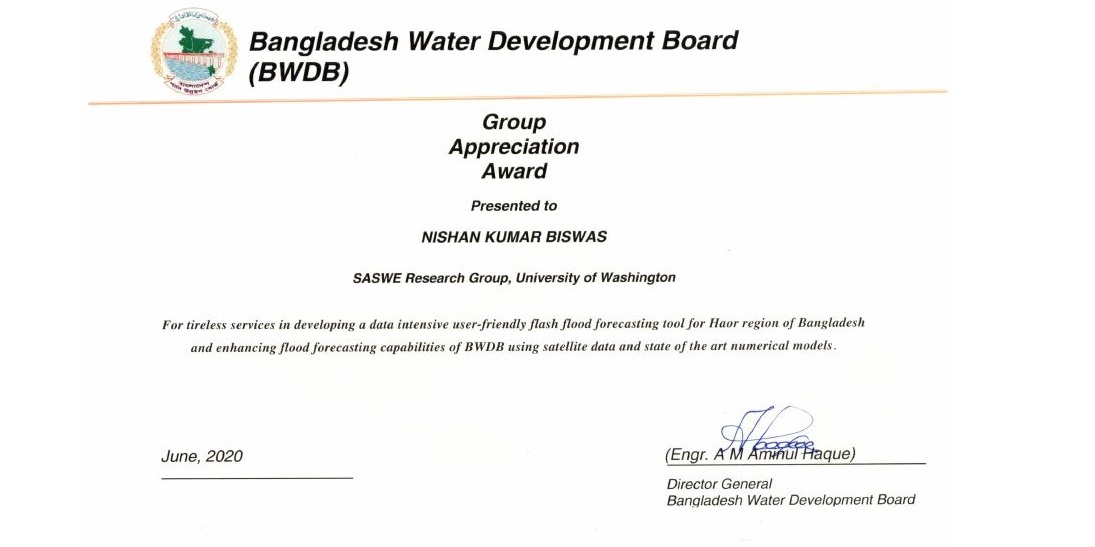 Bangladesh Water Development Board
(BWDB)
Group
Appreciation
Award
Presented to
NISHAN KUMAR BISWAS
SASWE Research Group, University of Washington
For tireless services in developing a data intensive user-friendly flash flood forecasting tool for Haor region of Bangladesh
and enhancing flood forecasting capabilities of BWDB using satellite data and state of the art numerical models.
June, 2020
(Engr. A M Aminul Haque)
Director General
Bangladesh Water Development Board